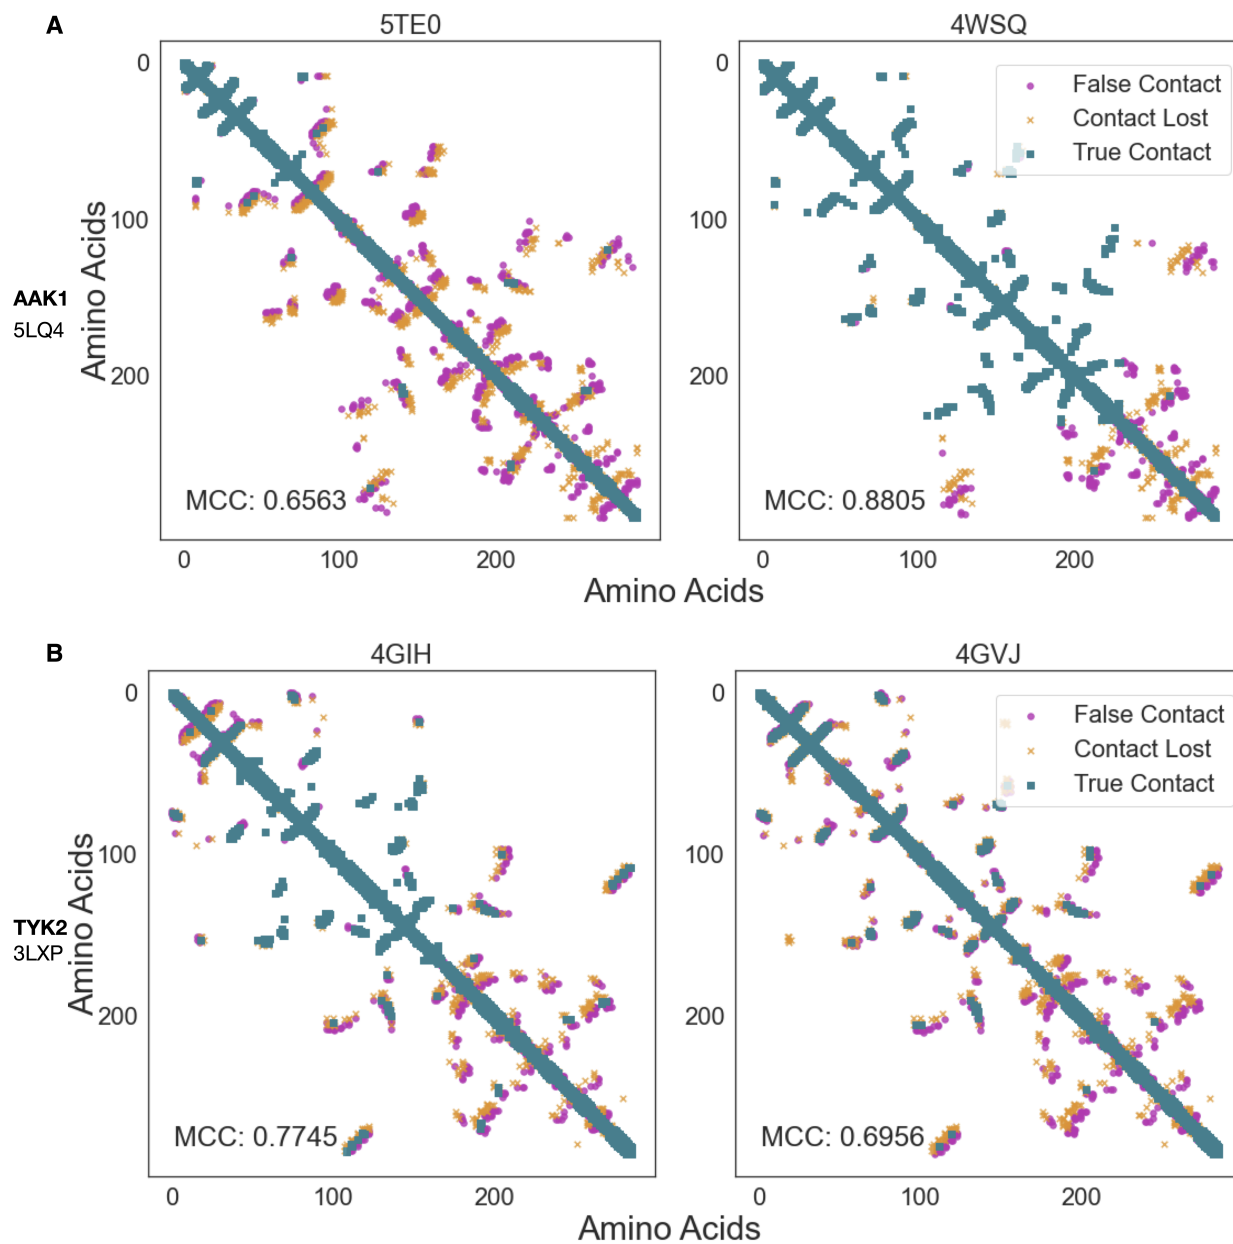 A
5TE0
4WSQ
0
100
200
0
100
200
False Contact
Contact Lost
True Contact
Amino Acids
AAK1
5LQ4
MCC: 0.6563
MCC: 0.8805
0
100
200
0
100
200
Amino Acids
B
4GIH
4GVJ
0
100
200
0
100
200
False Contact
Contact Lost
True Contact
Amino Acids
TYK2
3LXP
MCC: 0.7745
MCC: 0.6956
0
100
200
0
100
200
Amino Acids